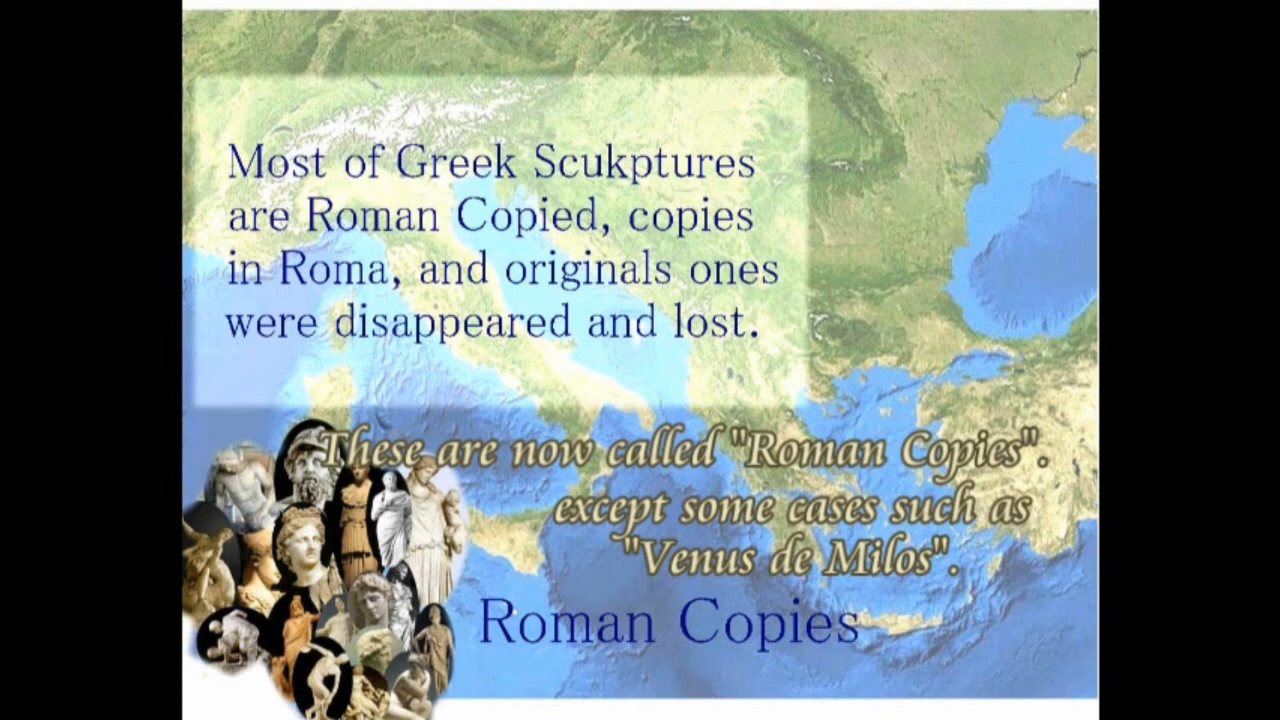 Most of Greek Scukptures
are Roman Copied, copies
in Roma, and originals ones
were disappeared and lost.
These are now called "Roman Copies".
except some cases such as
"Venus de Milos".
Roman Copies